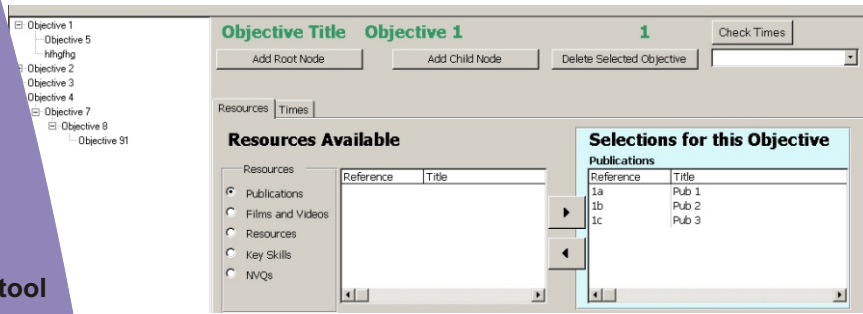 Objective 1
Objective 5
hfhgfhg
Objective 2
Objective 3
Objective 4
Objective 7
Objective 8
Objective 91
tool
Objective Title Objective 1 1
Check Times
Add Root Node
Add Child Node
Delete Selected Objective
Resources
Times
Resources Available
Resources
Publications
Films and Videos
Resources
Key Skills
NVQs
Reference Title
Selections for this Objective
Publications
Reference Title
1a Pub 1
1b Pub 2
1c Pub 3